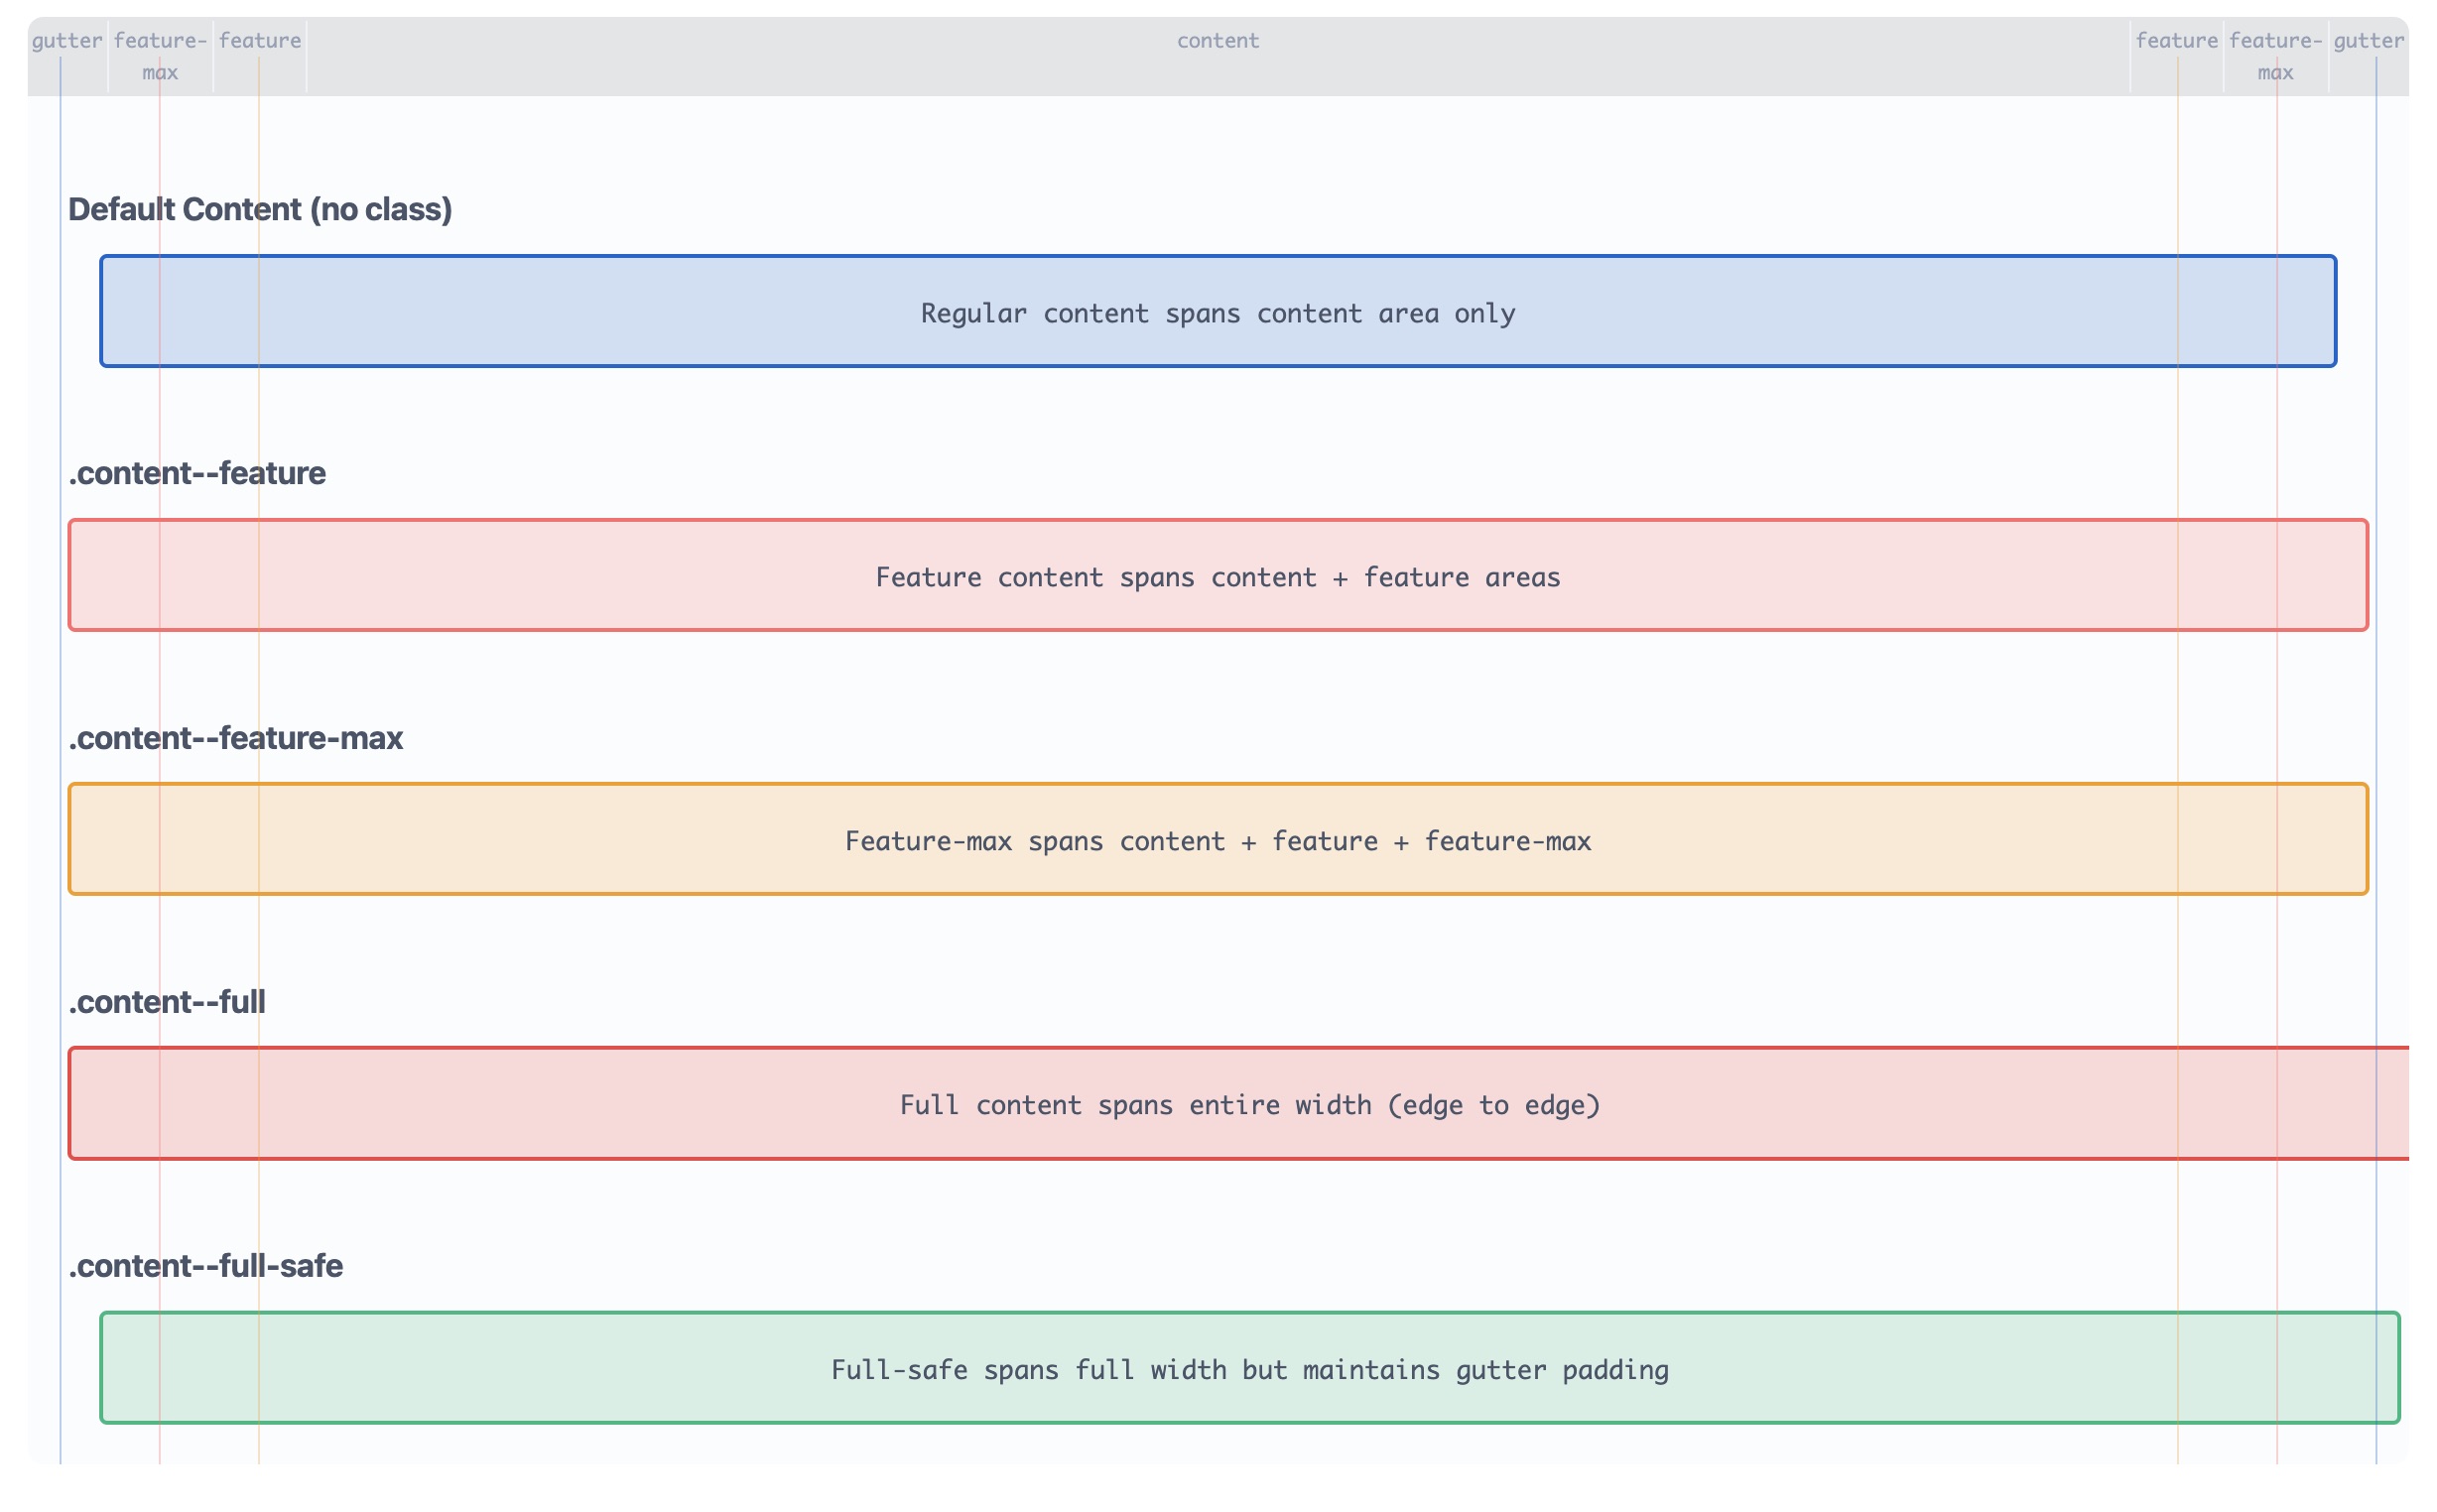 gutter feature- feature content feature feature- gutter
max max
Default Content (no class)
Regular content spans content area only
.content--feature
Feature content spans content + feature areas
.content--feature-max
Feature-max spans content + feature + feature-max
.content--full
Full content spans entire width (edge to edge)
.content--full-safe
Full-safe spans full width but maintains gutter padding